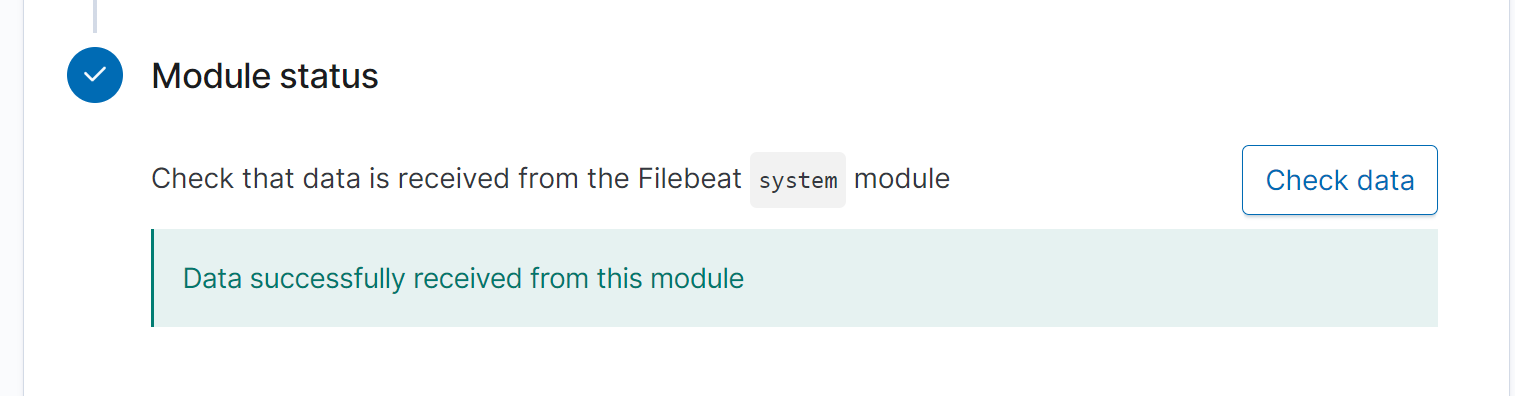 Module status
Check that data is received from the Filebeat system module
Check data
Data successfully received from this module